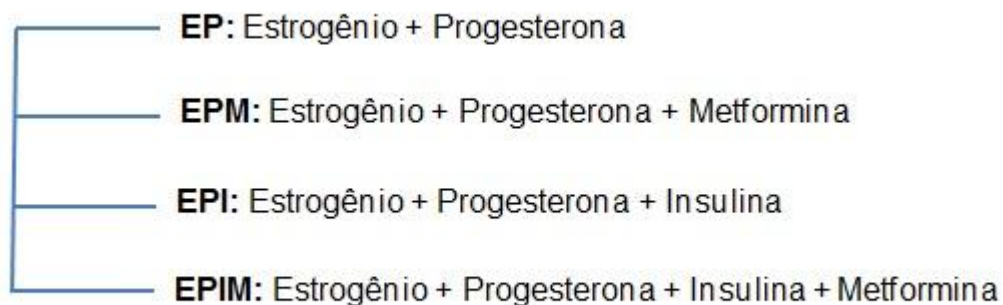 EP: Estrogênio + Progesterona
EPM: Estrogênio + Progesterona + Metformina
EPI: Estrogênio + Progesterona + Insulina
EPIM: Estrogênio + Progesterona + Insulina + Metformina